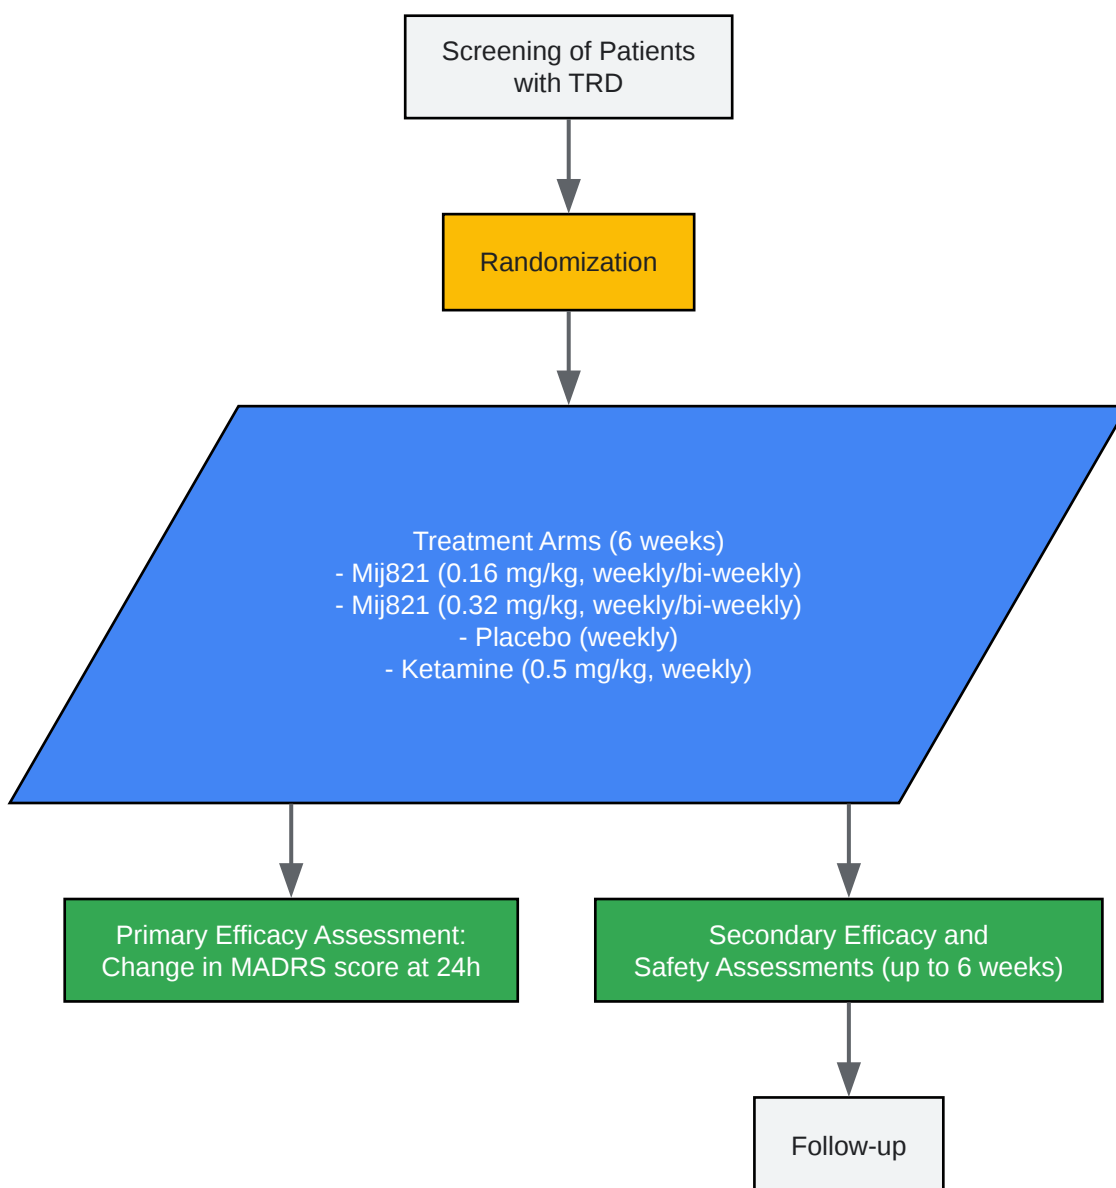 Screening of Patients
with TRD
Randomization
Treatment Arms (6 weeks)
- Mij821 (0.16 mg/kg, weekly/bi-weekly)
- Mij821 (0.32 mg/kg, weekly/bi-weekly)
- Placebo (weekly)
- Ketamine (0.5 mg/kg, weekly)
Primary Efficacy Assessment:
Change in MADRS score at 24h
Secondary Efficacy and
Safety Assessments (up to 6 weeks)
Follow-up